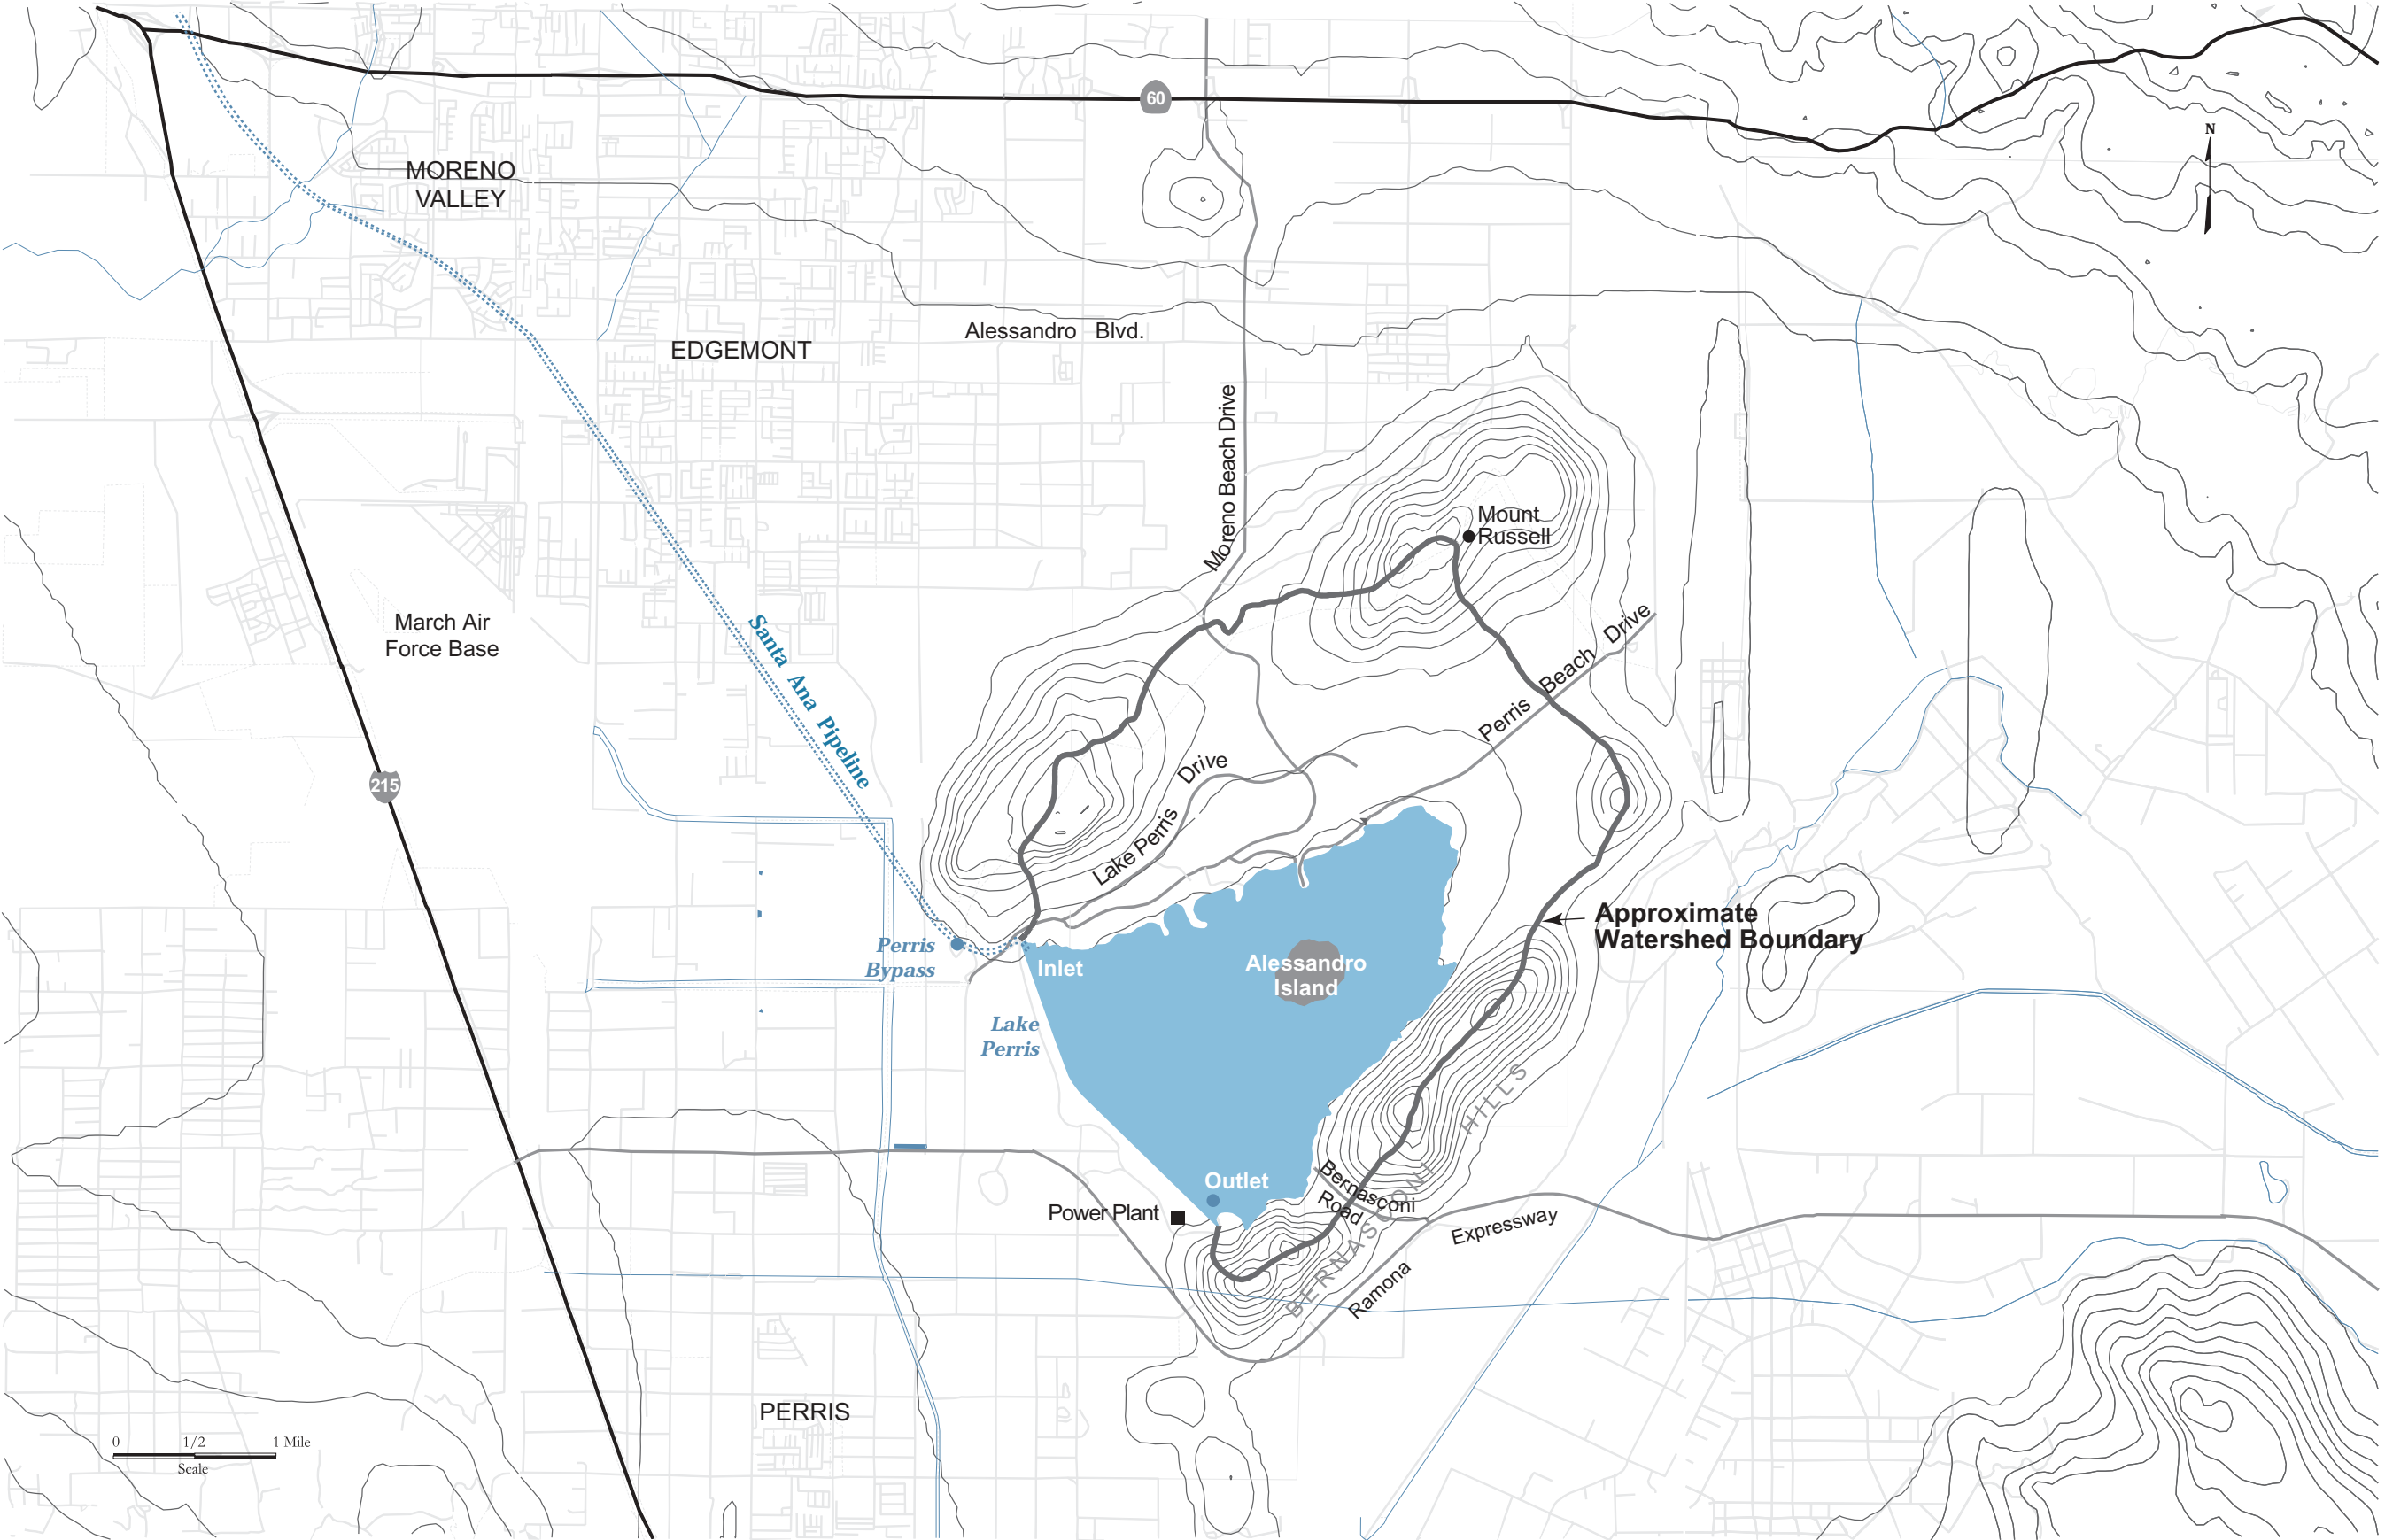 60
N
MORENO
VALLEY
Alessandro Blvd.
EDGEMONT
Moreno Beach Drive
Mount
Russell
March Air
Force Base
Santa Ana Pipeline
Perris Beach Drive
215
Lake Perris Drive
Approximate
Watershed Boundary
Perris
Bypass
Inlet
Alessandro
Island
Lake
Perris
BERNASCONI HILLS
Bernasconi
Road
Outlet
Power Plant
Ramona Expressway
PERRIS
0 1/2 1 Mile
Scale